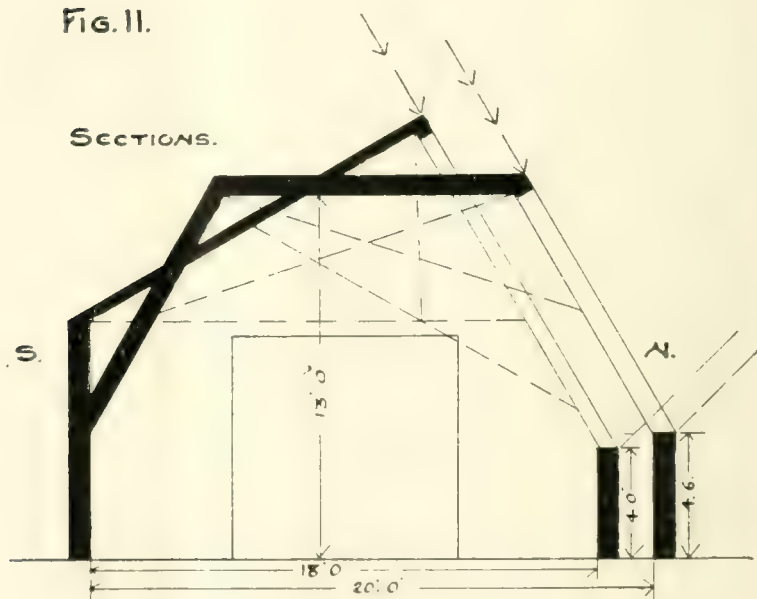 FIG. 11.
SECTIONS.
S.
N.
13' 0"
4.0"
4.6.
18' 0
20' 0"